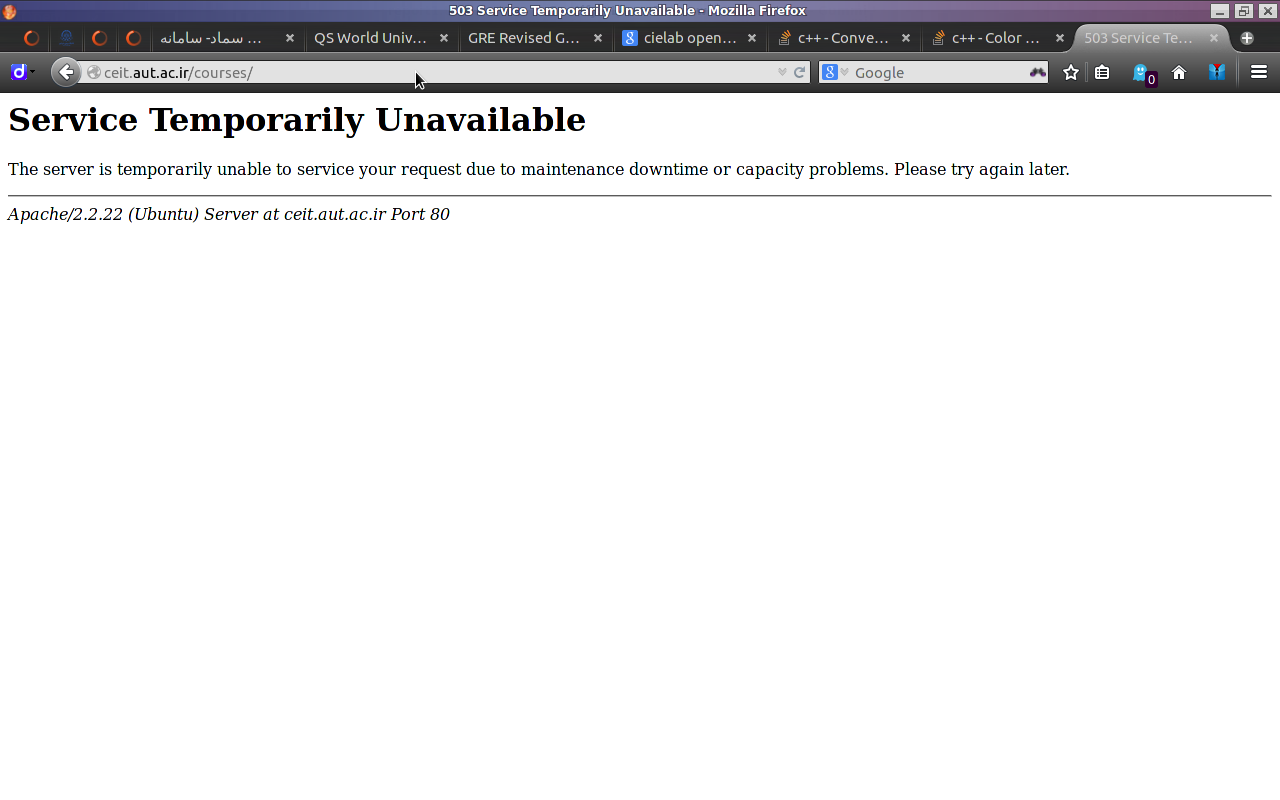 503 Service Temporarily Unavailable - Mozilla Firefox
سماد- سامانه ...
QS World Univ...
GRE Revised G...
cielab open...
c++ - Conve...
c++ - Color ...
503 Service Te...
ceit.aut.ac.ir/courses/
Google
0
Service Temporarily Unavailable
The server is temporarily unable to service your request due to maintenance downtime or capacity problems. Please try again later.
Apache/2.2.22 (Ubuntu) Server at ceit.aut.ac.ir Port 80